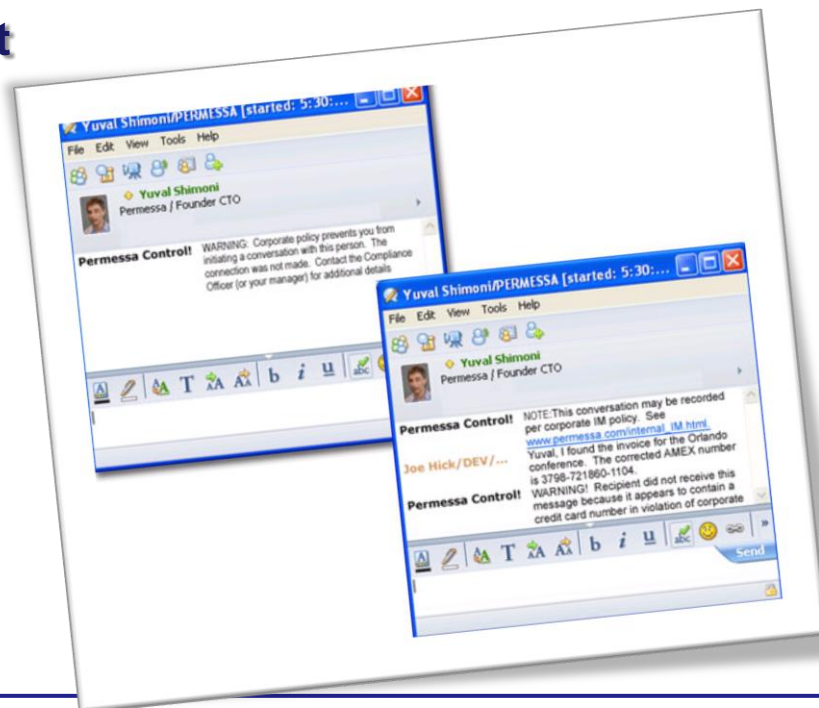 t
Yuval Shimoni/PERMESSA [started: 5:30:...
File Edit View Tools Help
Yuval Shimoni
Permessa / Founder CTO
Permessa Control! WARNING: Corporate policy prevents you from
initiating a conversation with this person. The
connection was not made. Contact the Compliance
Officer (or your manager) for additional details
A A T AA AA b i u abc
Yuval Shimoni/PERMESSA [started: 5:30:...
File Edit View Tools Help
Yuval Shimoni
Permessa / Founder CTO
Permessa Control! NOTE:This conversation may be recorded
per corporate IM policy. See
www.permessa.com/internal_IM.html.
Joe Hick/DEV/... Yuval, I found the invoice for the Orlando
conference. The corrected AMEX number
is 3798-721860-1104.
Permessa Control! WARNING! Recipient did not receive this
message because it appears to contain a
credit card number in violation of corporate
A A T AA AA b i u abc »
Send